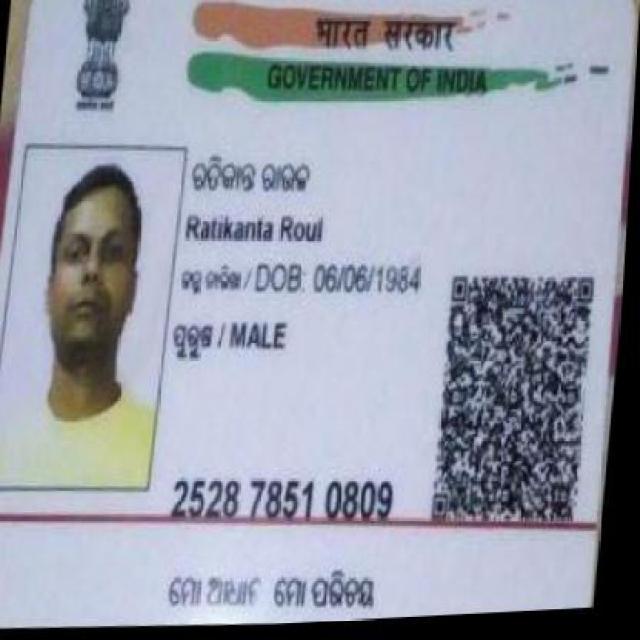 भारत सरकार
GOVERNMENT OF INDIA
ରତିକାନ୍ତ ରାଉଳ
Ratikanta Roul
ଜନ୍ମ ତାରିଖ / DOB: 06/06/1984
ପୁରୁଷ / MALE
2528 7851 0809
ମୋ ଆଧାର ମୋ ପରିଚୟ